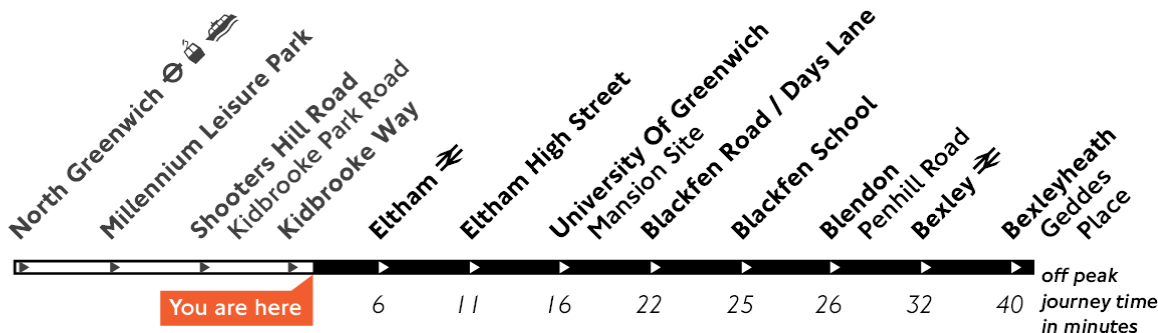 North Greenwich
Millennium Leisure Park
Shooters Hill Road
Kidbrooke Park Road
Kidbrooke Way
Eltham
Eltham High Street
University Of Greenwich
Mansion Site
Blackfen Road / Days Lane
Blackfen School
Blendon
Penhill Road
Bexley
Bexleyheath
Geddes
Place
You are here
6 11 16 22 25 26 32 40
off peak
journey time
in minutes